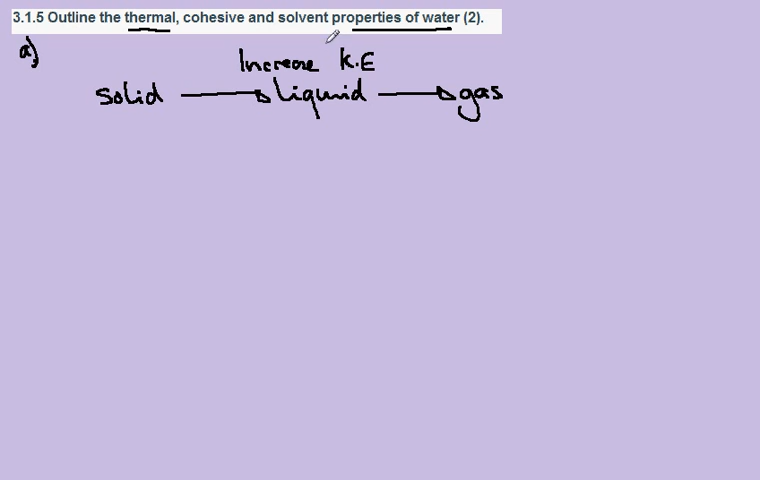 3.1.5 Outline the thermal, cohesive and solvent properties of water (2).
a)
Increase K.E
Solid → Liquid → gas